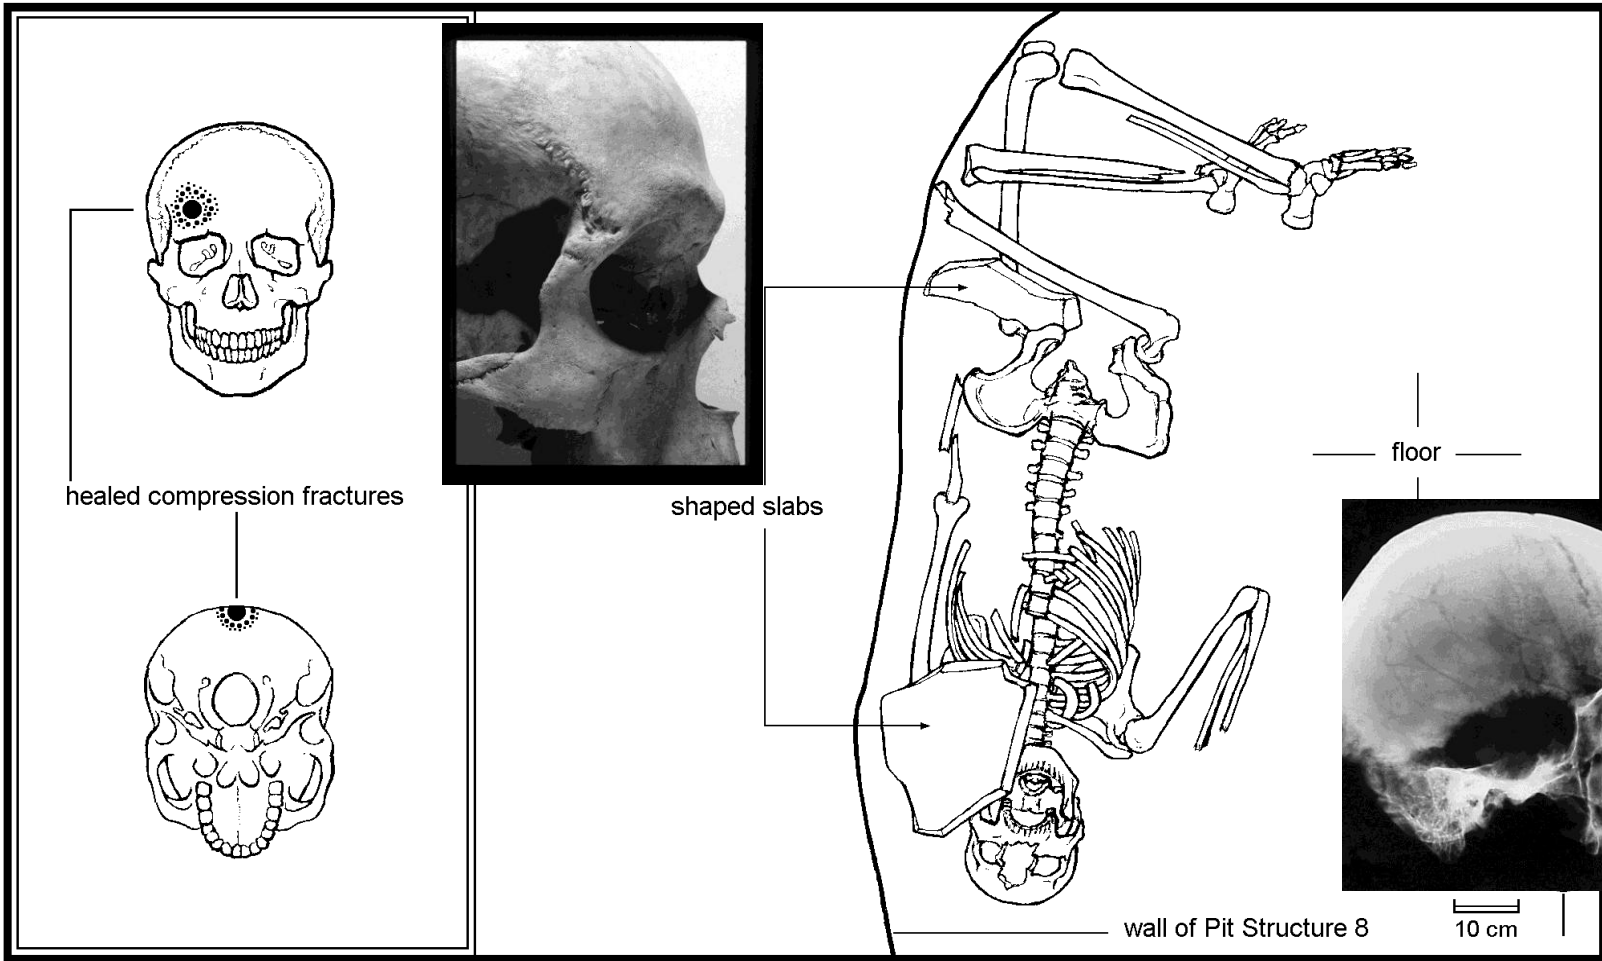 healed compression fractures
shaped slabs
floor
wall of Pit Structure 8
10 cm